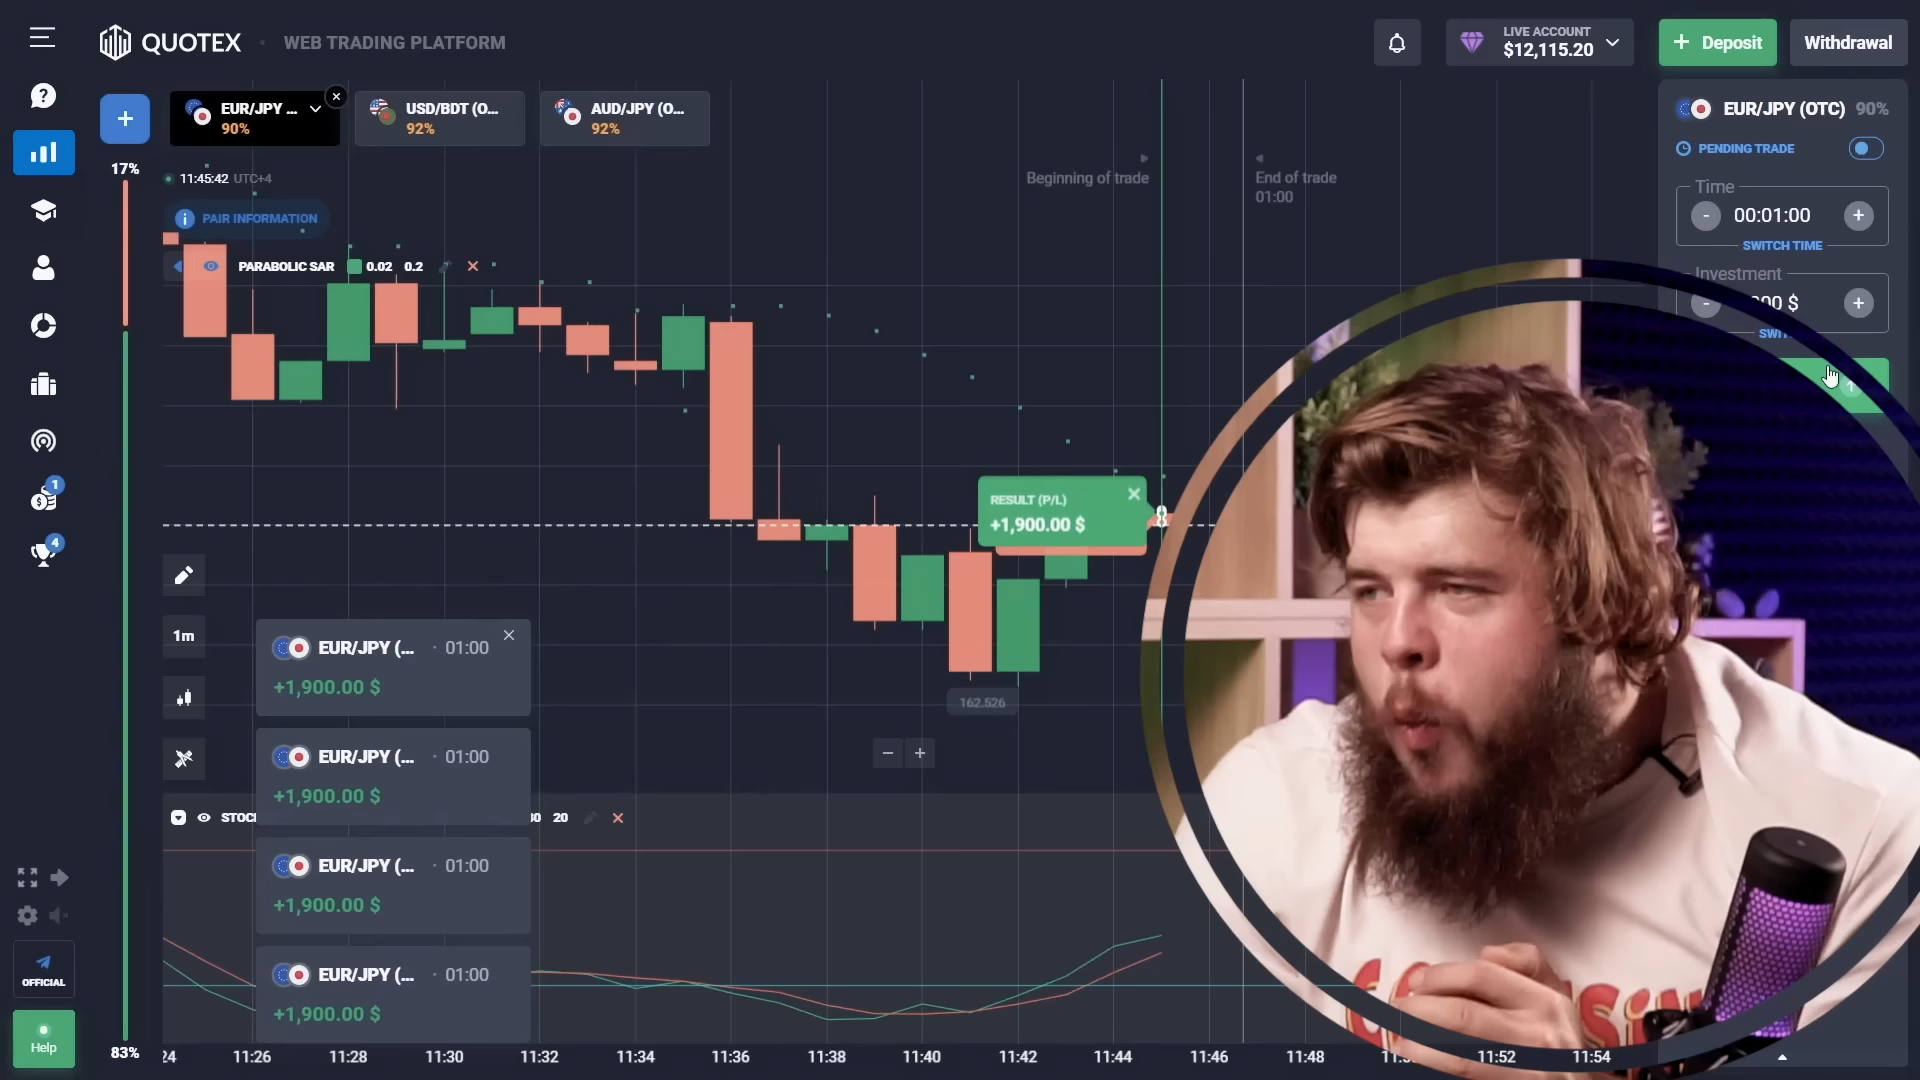 QUOTEX
WEB TRADING PLATFORM
LIVE ACCOUNT
$12,115.20
+ Deposit
Withdrawal
EUR/JPY ...
90%
USD/BDT (O...
92%
AUD/JPY (O...
92%
EUR/JPY (OTC) 90%
PENDING TRADE
Time
- 00:01:00 +
SWITCH TIME
Investment
00 $ +
17%
11:45:42 UTC+4
PAIR INFORMATION
Beginning of trade
End of trade
01:00
PARABOLIC SAR 0.02 0.2
RESULT (P/L)
+1,900.00 $
1
4
1m
162.526
EUR/JPY (... · 01:00
+1,900.00 $
EUR/JPY (... · 01:00
+1,900.00 $
20
EUR/JPY (... · 01:00
+1,900.00 $
EUR/JPY (... · 01:00
+1,900.00 $
OFFICIAL
Help
83%
24 11:26 11:28 11:30 11:32 11:34 11:36 11:38 11:40 11:42 11:44 11:46 11:48 11:52 11:54